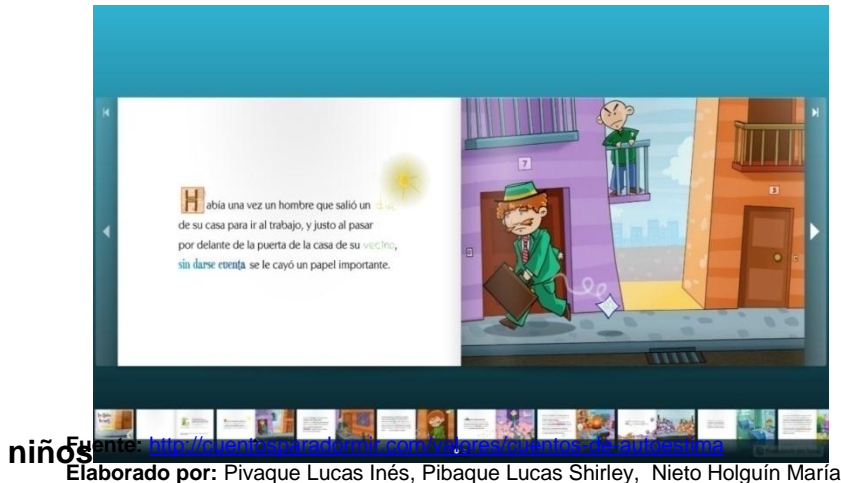 Había una vez un hombre que salió un día
de su casa para ir al trabajo, y justo al pasar
por delante de la puerta de la casa de su vecino,
sin darse cuenta se le cayó un papel importante.
7
3
niños
Fuente: http://cuentosparadormir.com/valores/cuentos-de-autoestima
Elaborado por: Pivaque Lucas Inés, Pibaque Lucas Shirley, Nieto Holguín María